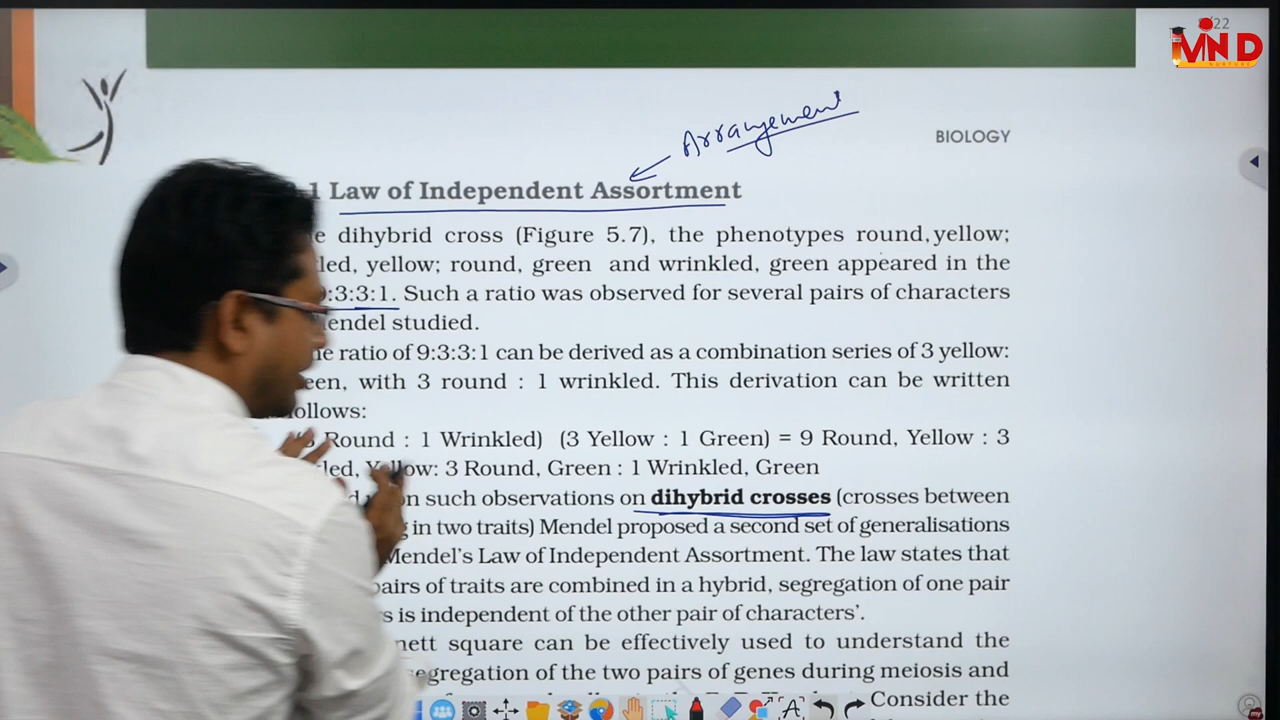 /22
MIND
NURTURE
Arrangement
BIOLOGY
1 Law of Independent Assortment
e dihybrid cross (Figure 5.7), the phenotypes round, yellow;
led, yellow; round, green and wrinkled, green appeared in the
9:3:3:1. Such a ratio was observed for several pairs of characters
endel studied.
e ratio of 9:3:3:1 can be derived as a combination series of 3 yellow:
een, with 3 round : 1 wrinkled. This derivation can be written
ollows:
(3 Round : 1 Wrinkled) (3 Yellow : 1 Green) = 9 Round, Yellow : 3
led, Yellow: 3 Round, Green : 1 Wrinkled, Green
on such observations on dihybrid crosses (crosses between
in two traits) Mendel proposed a second set of generalisations
Mendel's Law of Independent Assortment. The law states that
airs of traits are combined in a hybrid, segregation of one pair
s is independent of the other pair of characters'.
nett square can be effectively used to understand the
segregation of the two pairs of genes during meiosis and
Consider the